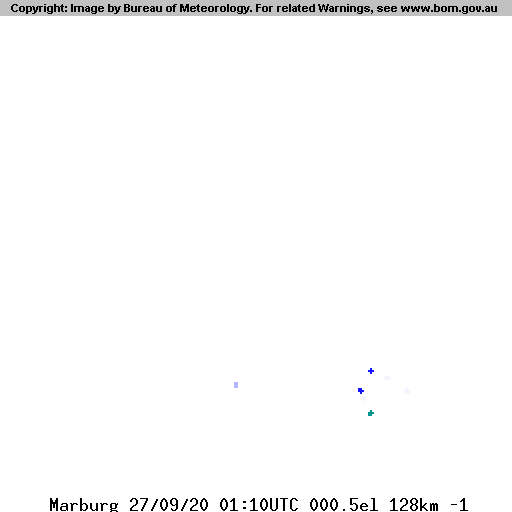 Copyright: Image by Bureau of Meteorology. For related Warnings, see www.bom.gov.au
Marburg 27/09/20 01:10UTC 000.5el 128km -1